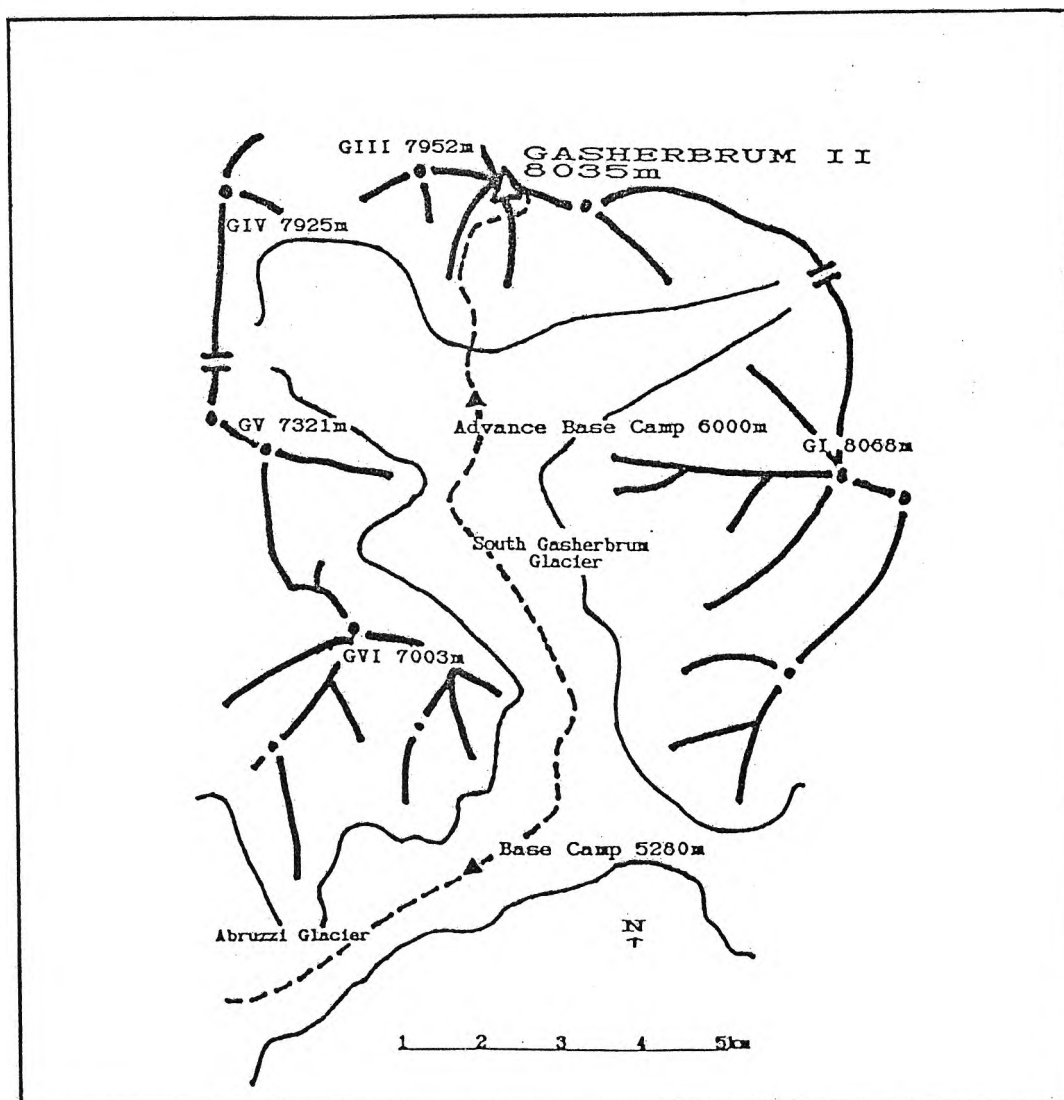 GIII 7952m
GASHERBRUM II
8035m
GIV 7925m
GV 7321m
Advance Base Camp 6000m
GI 8068m
South Gasherbrum
Glacier
GVI 7003m
Base Camp 5280m
Abruzzi Glacier
N
1 2 3 4 5km